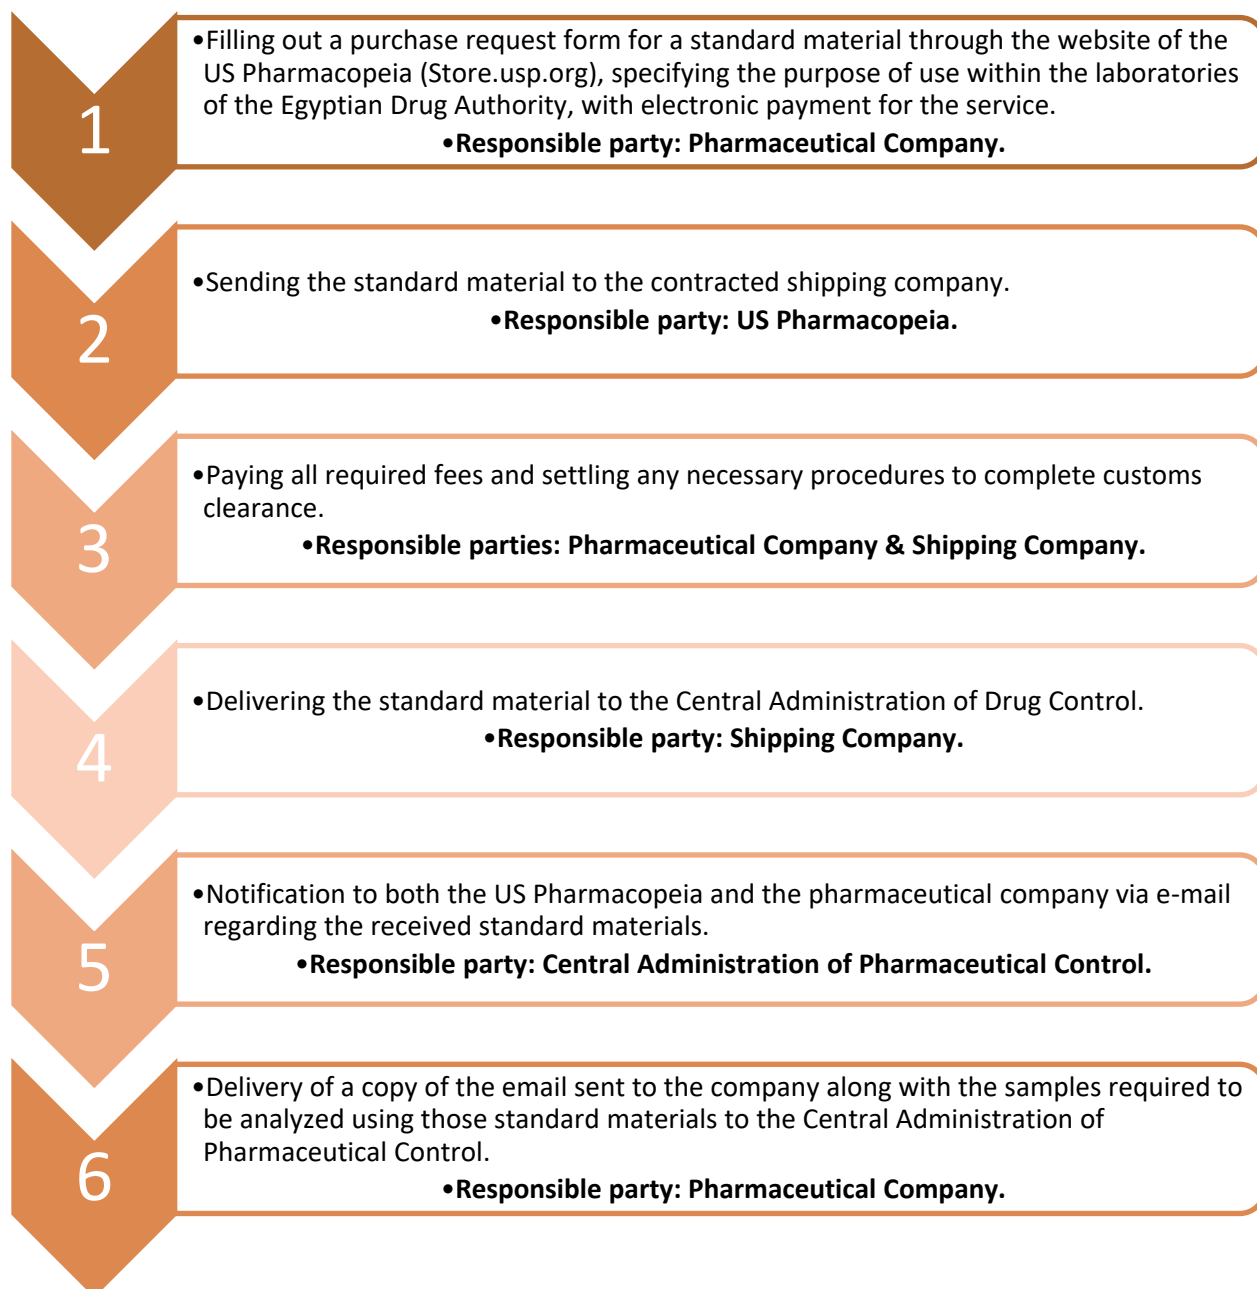 1
•Filling out a purchase request form for a standard material through the website of the
US Pharmacopeia (Store.usp.org), specifying the purpose of use within the laboratories
of the Egyptian Drug Authority, with electronic payment for the service.
•Responsible party: Pharmaceutical Company.
2
•Sending the standard material to the contracted shipping company.
•Responsible party: US Pharmacopeia.
3
•Paying all required fees and settling any necessary procedures to complete customs
clearance.
•Responsible parties: Pharmaceutical Company & Shipping Company.
4
•Delivering the standard material to the Central Administration of Drug Control.
•Responsible party: Shipping Company.
5
•Notification to both the US Pharmacopeia and the pharmaceutical company via e-mail
regarding the received standard materials.
•Responsible party: Central Administration of Pharmaceutical Control.
6
•Delivery of a copy of the email sent to the company along with the samples required to
be analyzed using those standard materials to the Central Administration of
Pharmaceutical Control.
•Responsible party: Pharmaceutical Company.